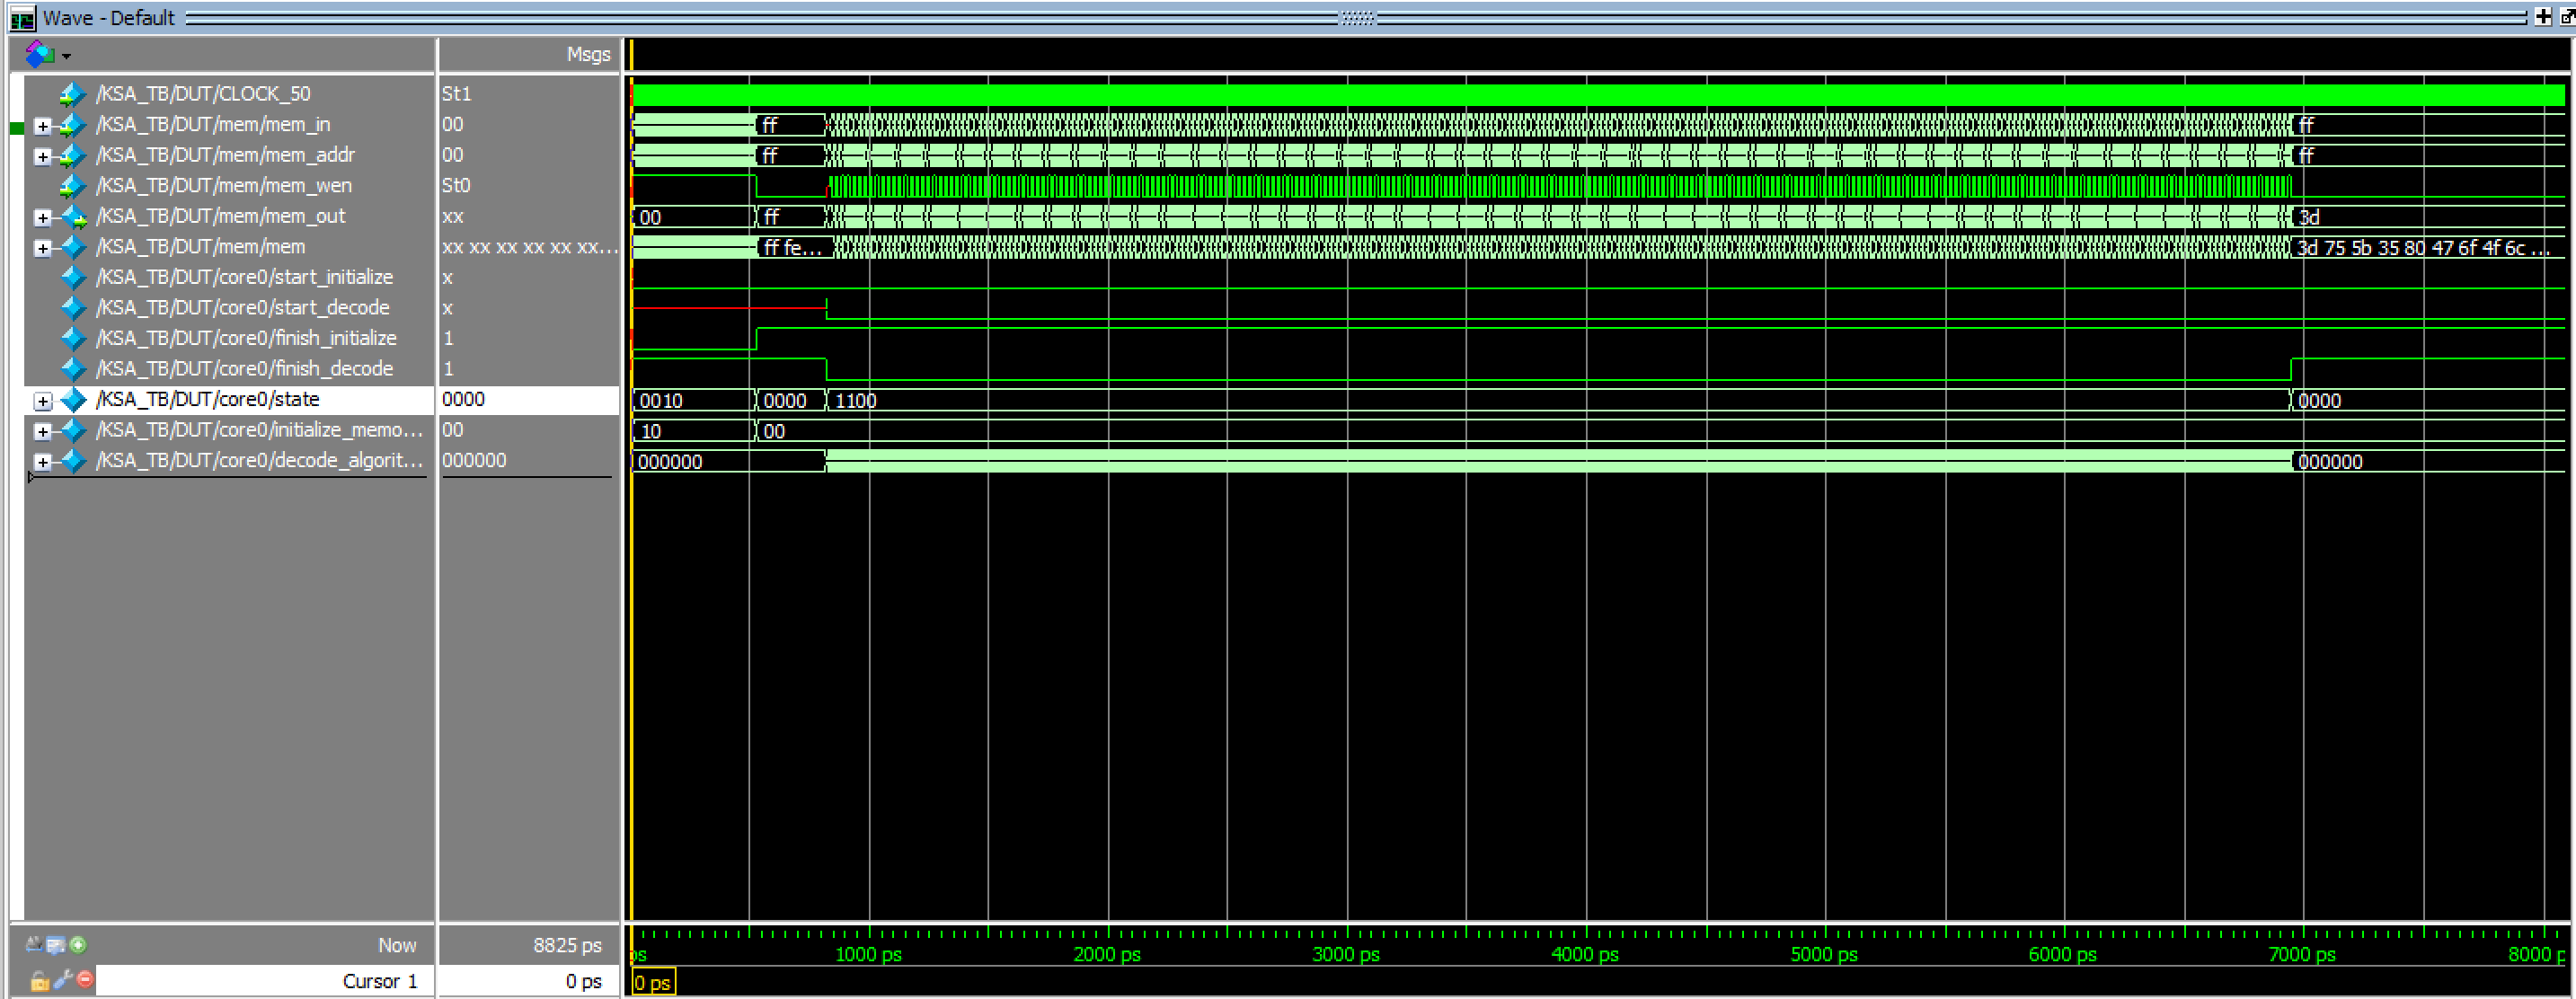 Wave - Default
Msgs
/KSA_TB/DUT/CLOCK_50 St1
/KSA_TB/DUT/mem/mem_in 00 ff ff
/KSA_TB/DUT/mem/mem_addr 00 ff ff
/KSA_TB/DUT/mem/mem_wen St0
/KSA_TB/DUT/mem/mem_out xx 00 ff 3d
/KSA_TB/DUT/mem/mem xx xx xx xx xx xx... ff fe... 3d 75 5b 35 80 47 6f 4f 6c ...
/KSA_TB/DUT/core0/start_initialize x
/KSA_TB/DUT/core0/start_decode x
/KSA_TB/DUT/core0/finish_initialize 1
/KSA_TB/DUT/core0/finish_decode 1
/KSA_TB/DUT/core0/state 0000 0010 0000 1100 0000
/KSA_TB/DUT/core0/initialize_memo... 00 10 00
/KSA_TB/DUT/core0/decode_algorit... 000000 000000 000000
Now 8825 ps ps 1000 ps 2000 ps 3000 ps 4000 ps 5000 ps 6000 ps 7000 ps 8000 p
Cursor 1 0 ps 0 ps